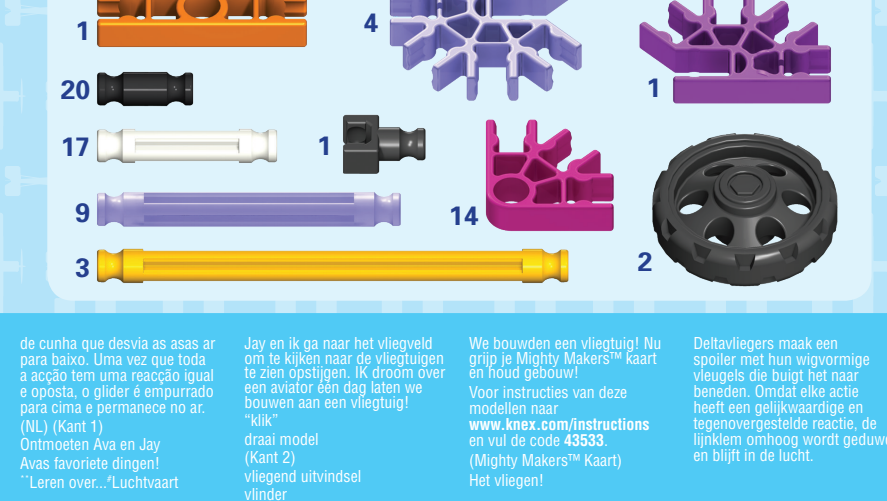 1
4
1
20
17
1
9
14
3
2
de cunha que desvia as asas ar
para baixo. Uma vez que toda
a acção tem uma reacção igual
e oposta, o glider é empurrado
para cima e permanece no ar.
(NL) (Kant 1)
Ontmoeten Ava en Jay
Avas favoriete dingen!
¨Leren over...“Luchtvaart
Jay en ik ga naar het vliegveld
om te kijken naar de vliegtuigen
te zien opstijgen. IK droom over
een aviator één dag laten we
bouwen aan een vliegtuig!
“klik”
draai model
(Kant 2)
vliegend uitvindsel
vlinder
We bouwden een vliegtuig! Nu
grijp je Mighty Makers™ kaart
en houd gebouw!
Voor instructies van deze
modellen naar
www.knex.com/instructions
en vul de code 43533.
(Mighty Makers™ Kaart)
Het vliegen!
Deltavliegers maak een
spoiler met hun wigvormige
vleugels die buigt het naar
beneden. Omdat elke actie
heeft een gelijkwaardige en
tegenovergestelde reactie, de
lijnklem omhoog wordt geduw
en blijft in de lucht.